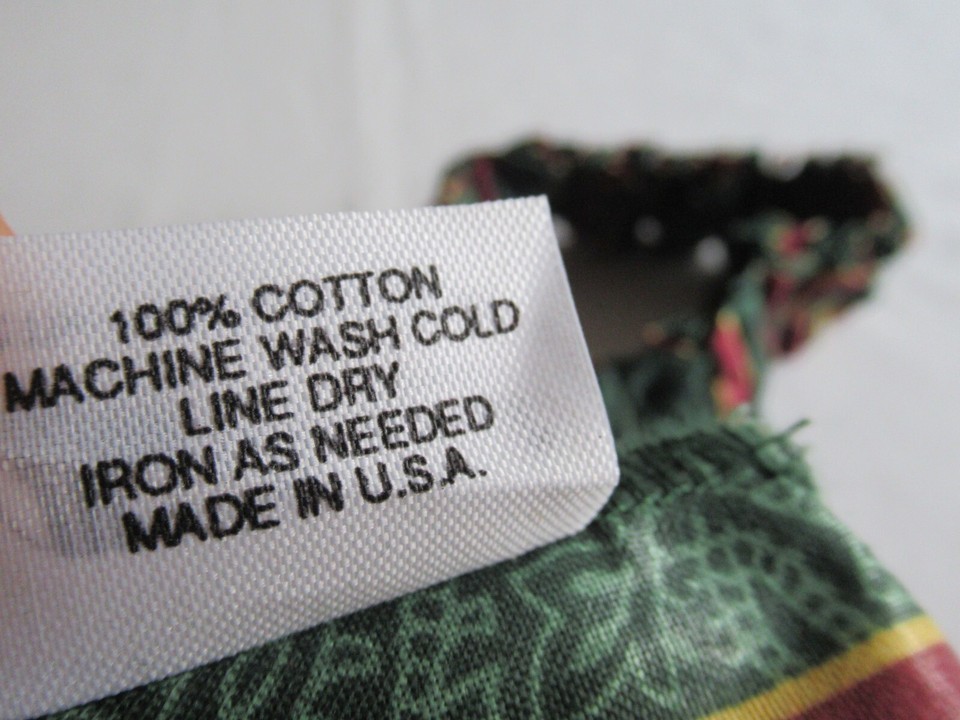 100% COTTON
MACHINE WASH COLD
LINE DRY
IRON AS NEEDED
MADE IN U.S.A.